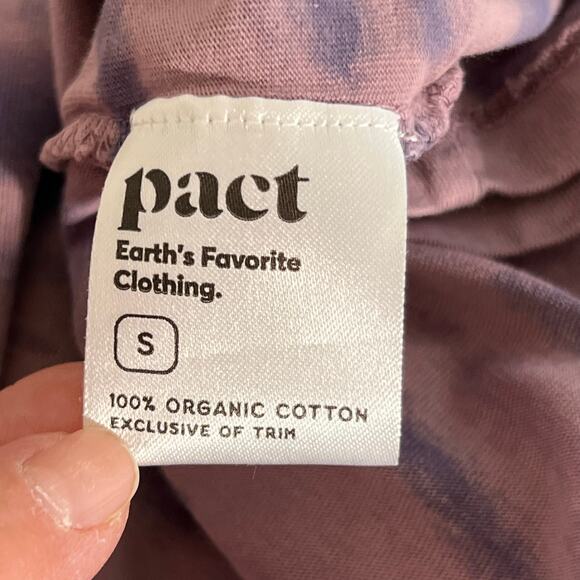 pact
Earth's Favorite
Clothing.
S
100% ORGANIC COTTON
EXCLUSIVE OF TRIM